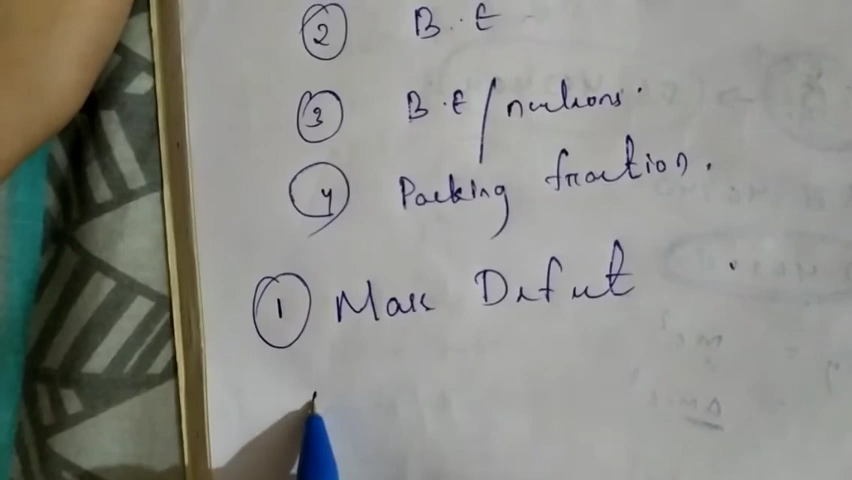 ② B.E
③ B.E/nucleons.
④ Packing fraction.
① Mass Defect